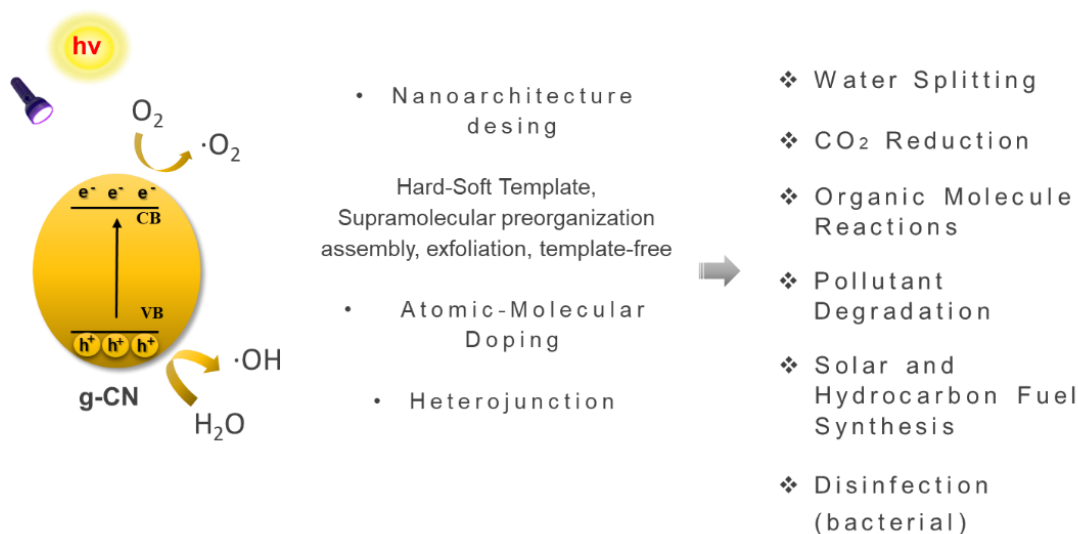 hv
O₂
·O₂
e⁻ e⁻ e⁻
CB
VB
h⁺ h⁺ h⁺
·OH
g-CN
H₂O
• Nanoarchitecture
desing
Hard-Soft Template,
Supramolecular preorganization
assembly, exfoliation, template-free
• Atomic-Molecular
Doping
• Heterojunction
❖ Water Splitting
❖ CO₂ Reduction
❖ Organic Molecule
Reactions
❖ Pollutant
Degradation
❖ Solar and
Hydrocarbon Fuel
Synthesis
❖ Disinfection
(bacterial)